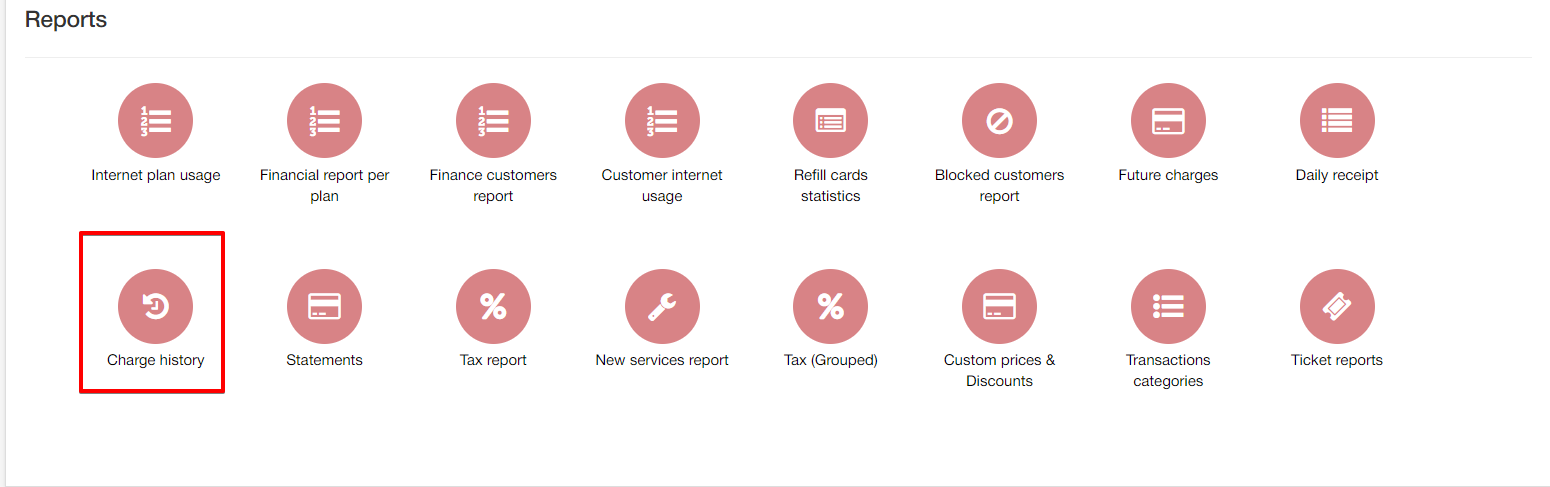 Reports
Internet plan usage
Financial report per
plan
Finance customers
report
Customer internet
usage
Refill cards
statistics
Blocked customers
report
Future charges
Daily receipt
Charge history
Statements
Tax report
New services report
Tax (Grouped)
Custom prices &
Discounts
Transactions
categories
Ticket reports